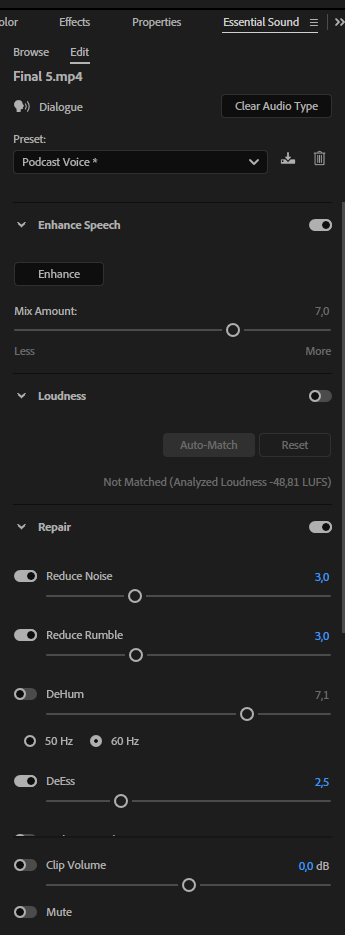 olor Effects Properties Essential Sound
Browse Edit
Final 5.mp4
Dialogue Clear Audio Type
Preset:
Podcast Voice *
Enhance Speech
Enhance
Mix Amount: 7,0
Less More
Loudness
Auto-Match Reset
Not Matched (Analyzed Loudness -48,81 LUFS)
Repair
Reduce Noise 3,0
Reduce Rumble 3,0
DeHum 7,1
50 Hz 60 Hz
DeEss 2,5
Clip Volume 0,0 dB
Mute